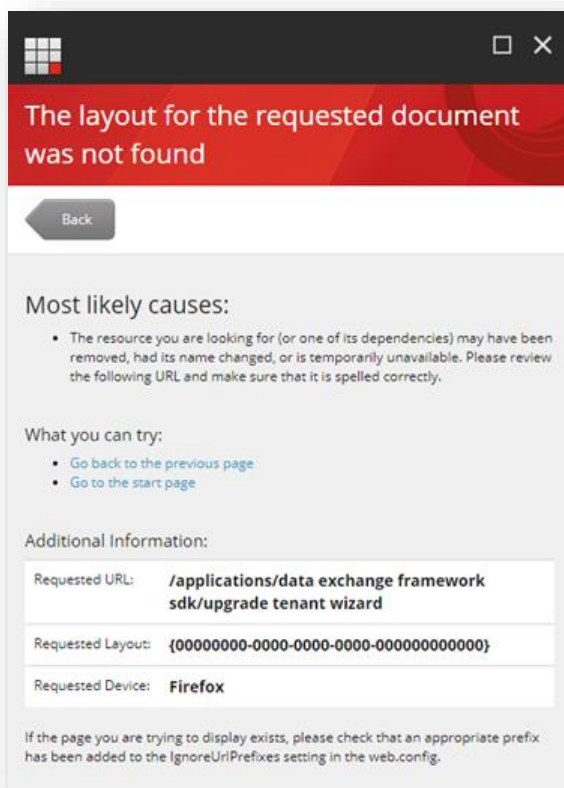 The layout for the requested document
was not found
Back
Most likely causes:
• The resource you are looking for (or one of its dependencies) may have been
removed, had its name changed, or is temporarily unavailable. Please review
the following URL and make sure that it is spelled correctly.
What you can try:
• Go back to the previous page
• Go to the start page
Additional Information:
Requested URL: /applications/data exchange framework
sdk/upgrade tenant wizard
Requested Layout: {00000000-0000-0000-0000-000000000000}
Requested Device: Firefox
If the page you are trying to display exists, please check that an appropriate prefix
has been added to the IgnoreUrlPrefixes setting in the web.config.